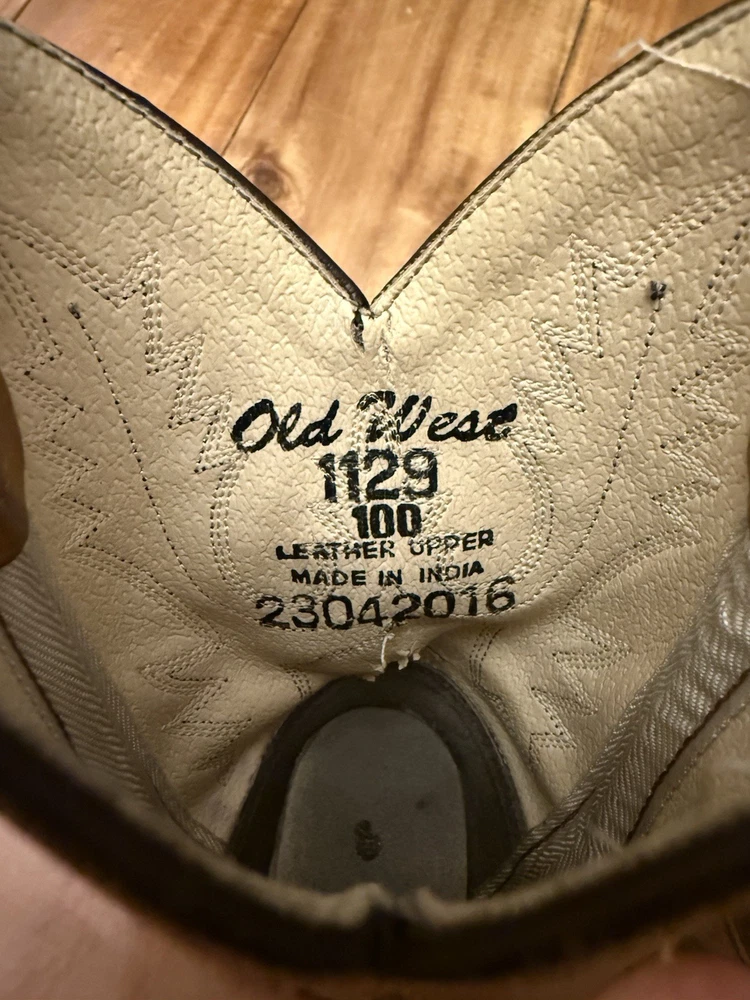 Old West
1129
100
LEATHER UPPER
MADE IN INDIA
23042016